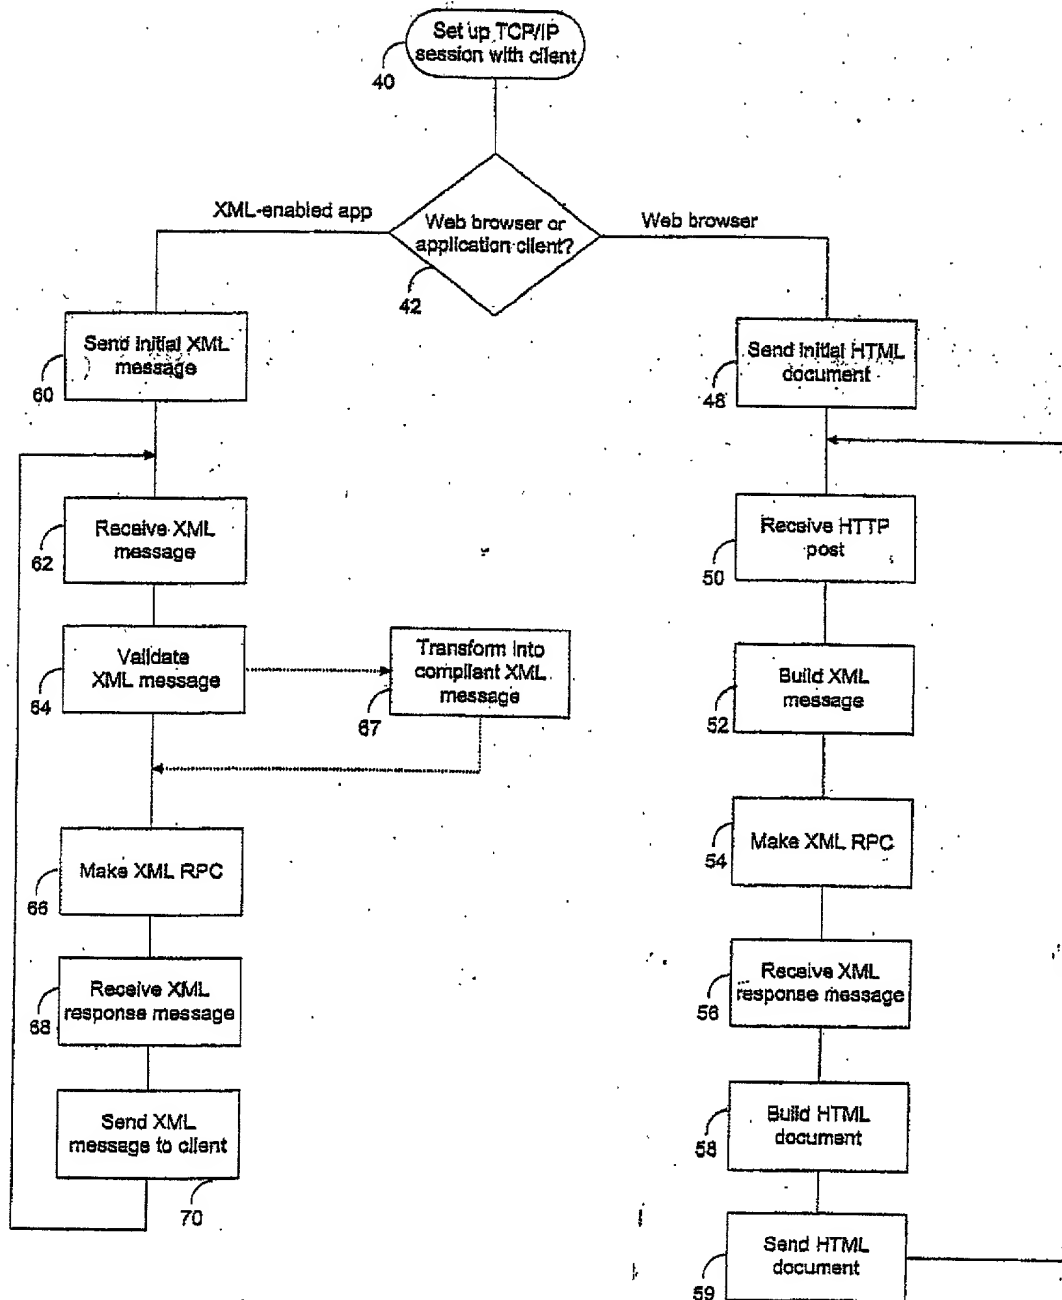 Set up TCP/IP
session with client
40
XML-enabled app
Web browser or
application client?
Web browser
42
Send initial XML
message
60
Send initial HTML
document
48
Receive XML
message
62
Receive HTTP
post
50
Validate
XML message
64
Transform into
compliant XML
message
67
Build XML
message
52
Make XML RPC
66
Make XML RPC
54
Receive XML
response message
68
Receive XML
response message
56
Send XML
message to client
70
Build HTML
document
58
Send HTML
document
59